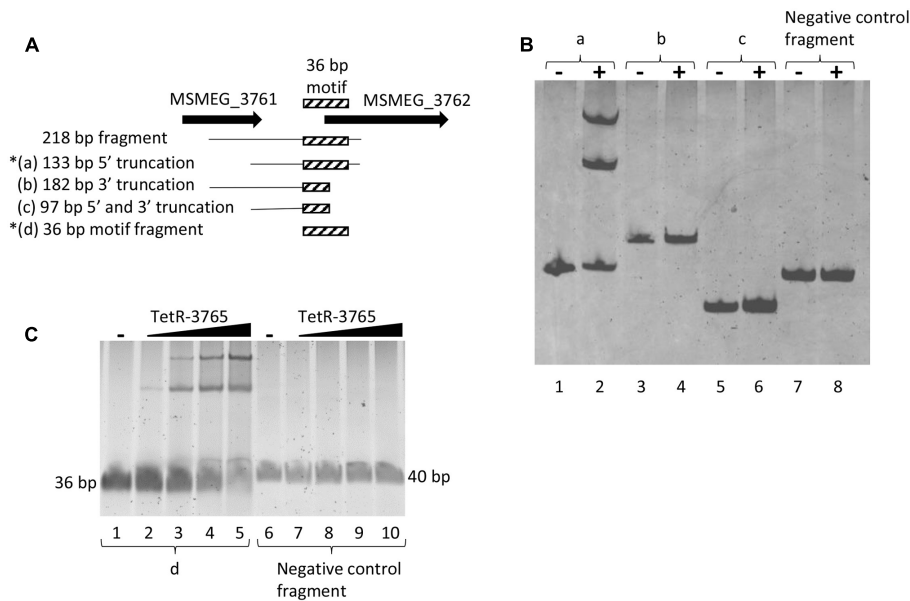 A
36 bp
motif
MSMEG_3761
MSMEG_3762
218 bp fragment
*(a) 133 bp 5’ truncation
(b) 182 bp 3’ truncation
(c) 97 bp 5’ and 3’ truncation
*(d) 36 bp motif fragment
B
Negative control
fragment
a b c
- + - + - + - +
1 2 3 4 5 6 7 8
C
TetR-3765 TetR-3765
- -
36 bp
40 bp
1 2 3 4 5 6 7 8 9 10
d
Negative control
fragment